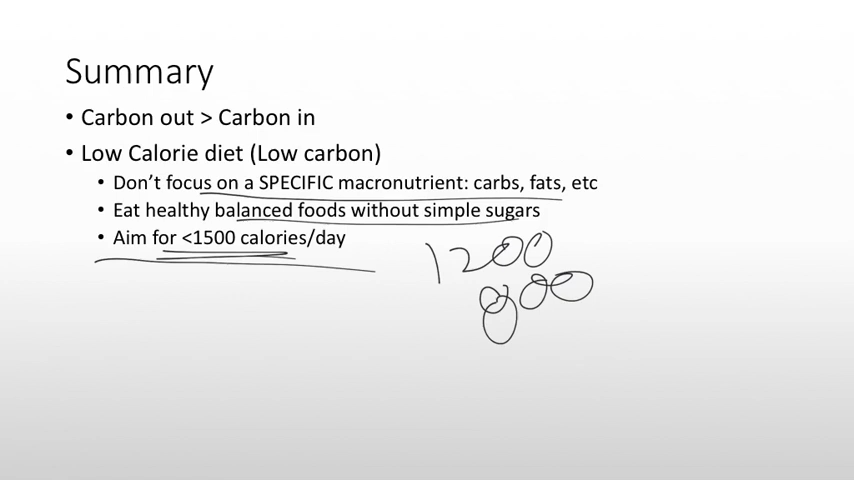 Summary
• Carbon out > Carbon in
• Low Calorie diet (Low carbon)
• Don't focus on a SPECIFIC macronutrient: carbs, fats, etc
• Eat healthy balanced foods without simple sugars
• Aim for <1500 calories/day
1200
800